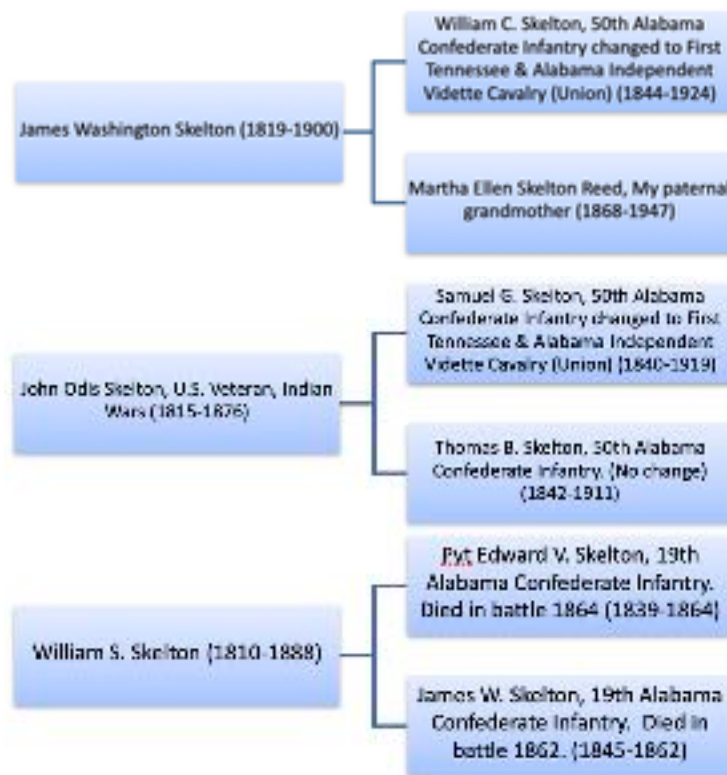 William C. Skelton, 50th Alabama
Confederate Infantry changed to First
Tennessee & Alabama Independent
Vidette Cavalry (Union) (1844-1924)
James Washington Skelton (1819-1900)
Martha Ellen Skelton Reed, My paternal
grandmother (1868-1947)
Samuel G. Skelton, 50th Alabama
Confederate Infantry changed to First
Tennessee & Alabama Independent
Vidette Cavalry (Union) (1840-1919)
John Odis Skelton, U.S. Veteran, Indian
Wars (1815-1876)
Thomas B. Skelton, 50th Alabama
Confederate Infantry. (No change)
(1842-1911)
Pvt Edward V. Skelton, 19th
Alabama Confederate Infantry.
Died in battle 1864 (1839-1864)
William S. Skelton (1810-1888)
James W. Skelton, 19th Alabama
Confederate Infantry. Died in
battle 1862. (1845-1862)